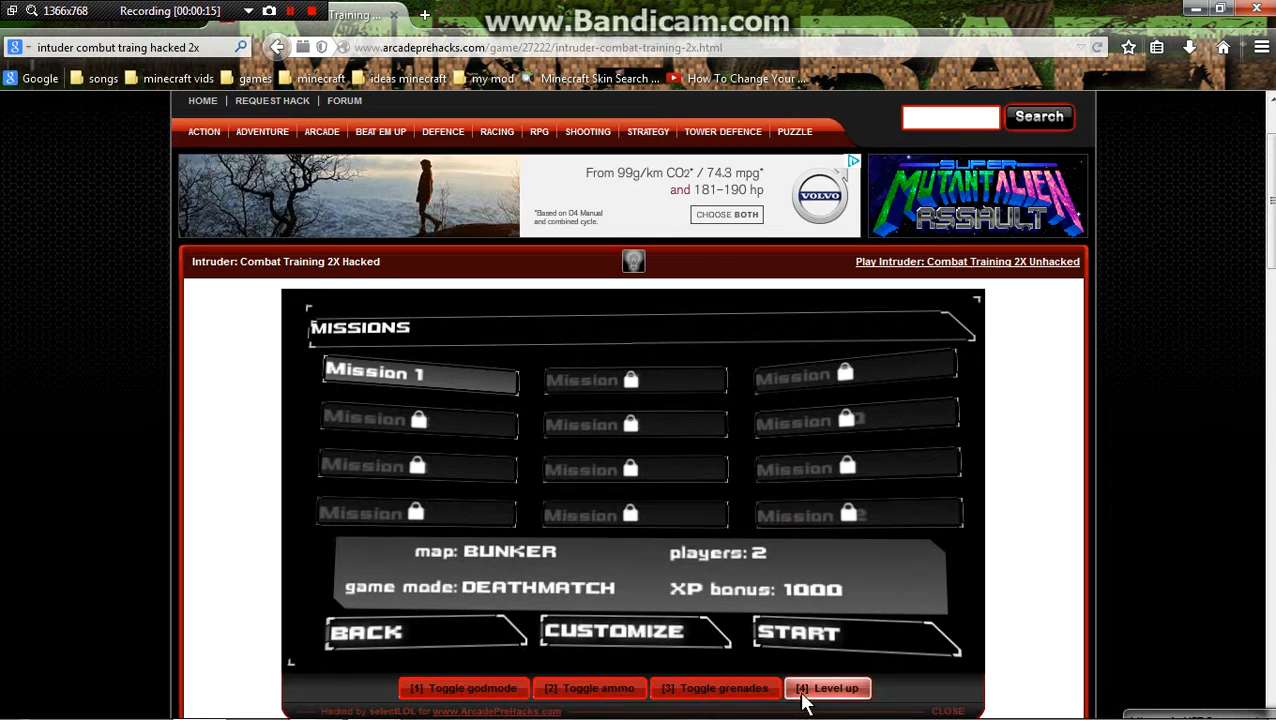 1366x768 Recording [00:00:15] Training ...
www.Bandicam.com
intuder combut traing hacked 2x www.arcadeprehacks.com/game/27222/intruder-combat-training-2x.html
Google songs minecraft vids games minecraft ideas minecraft my mod Minecraft Skin Search ... How To Change Your ...
HOME | REQUEST HACK | FORUM
Search
ACTION ADVENTURE ARCADE BEAT EM UP DEFENCE RACING RPG SHOOTING STRATEGY TOWER DEFENCE PUZZLE
From 99g/km CO2* / 74.3 mpg*
and 181–190 hp
*Based on D4 Manual
and combined cycle.
CHOOSE BOTH
VOLVO
SUPER
MUTANT ALIEN
ASSAULT
Intruder: Combat Training 2X Hacked Play Intruder: Combat Training 2X Unhacked
MISSIONS
Mission 1 Mission Mission
Mission Mission Mission
Mission Mission Mission
Mission Mission Mission
map: BUNKER players: 2
game mode: DEATHMATCH XP bonus: 1000
BACK CUSTOMIZE START
[1] Toggle godmode [2] Toggle ammo [3] Toggle grenades [4] Level up
Hacked by selectLOL for www.ArcadePreHacks.com CLOSE